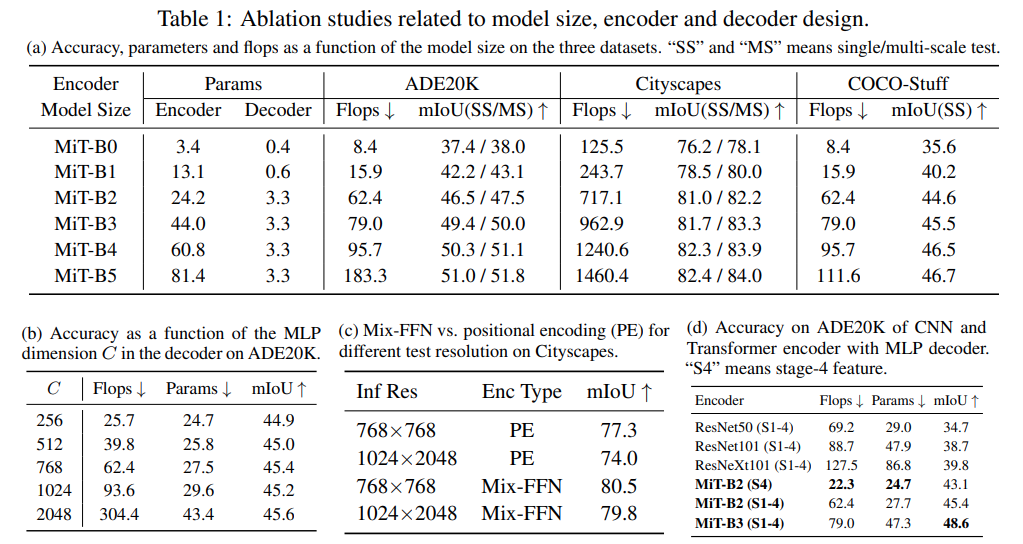 Table 1: Ablation studies related to model size, encoder and decoder design.
(a) Accuracy, parameters and flops as a function of the model size on the three datasets. “SS” and “MS” means single/multi-scale test.
Encoder Params ADE20K Cityscapes COCO-Stuff
Model Size Encoder Decoder Flops ↓ mIoU(SS/MS) ↑ Flops ↓ mIoU(SS/MS) ↑ Flops ↓ mIoU(SS) ↑
MiT-B0 3.4 0.4 8.4 37.4 / 38.0 125.5 76.2 / 78.1 8.4 35.6
MiT-B1 13.1 0.6 15.9 42.2 / 43.1 243.7 78.5 / 80.0 15.9 40.2
MiT-B2 24.2 3.3 62.4 46.5 / 47.5 717.1 81.0 / 82.2 62.4 44.6
MiT-B3 44.0 3.3 79.0 49.4 / 50.0 962.9 81.7 / 83.3 79.0 45.5
MiT-B4 60.8 3.3 95.7 50.3 / 51.1 1240.6 82.3 / 83.9 95.7 46.5
MiT-B5 81.4 3.3 183.3 51.0 / 51.8 1460.4 82.4 / 84.0 111.6 46.7
(b) Accuracy as a function of the MLP
dimension C in the decoder on ADE20K.
C Flops ↓ Params ↓ mIoU ↑
256 25.7 24.7 44.9
512 39.8 25.8 45.0
768 62.4 27.5 45.4
1024 93.6 29.6 45.2
2048 304.4 43.4 45.6
(c) Mix-FFN vs. positional encoding (PE) for
different test resolution on Cityscapes.
Inf Res Enc Type mIoU ↑
768×768 PE 77.3
1024×2048 PE 74.0
768×768 Mix-FFN 80.5
1024×2048 Mix-FFN 79.8
(d) Accuracy on ADE20K of CNN and
Transformer encoder with MLP decoder.
“S4” means stage-4 feature.
Encoder Flops ↓ Params ↓ mIoU ↑
ResNet50 (S1-4) 69.2 29.0 34.7
ResNet101 (S1-4) 88.7 47.9 38.7
ResNeXt101 (S1-4) 127.5 86.8 39.8
MiT-B2 (S4) 22.3 24.7 43.1
MiT-B2 (S1-4) 62.4 27.7 45.4
MiT-B3 (S1-4) 79.0 47.3 48.6